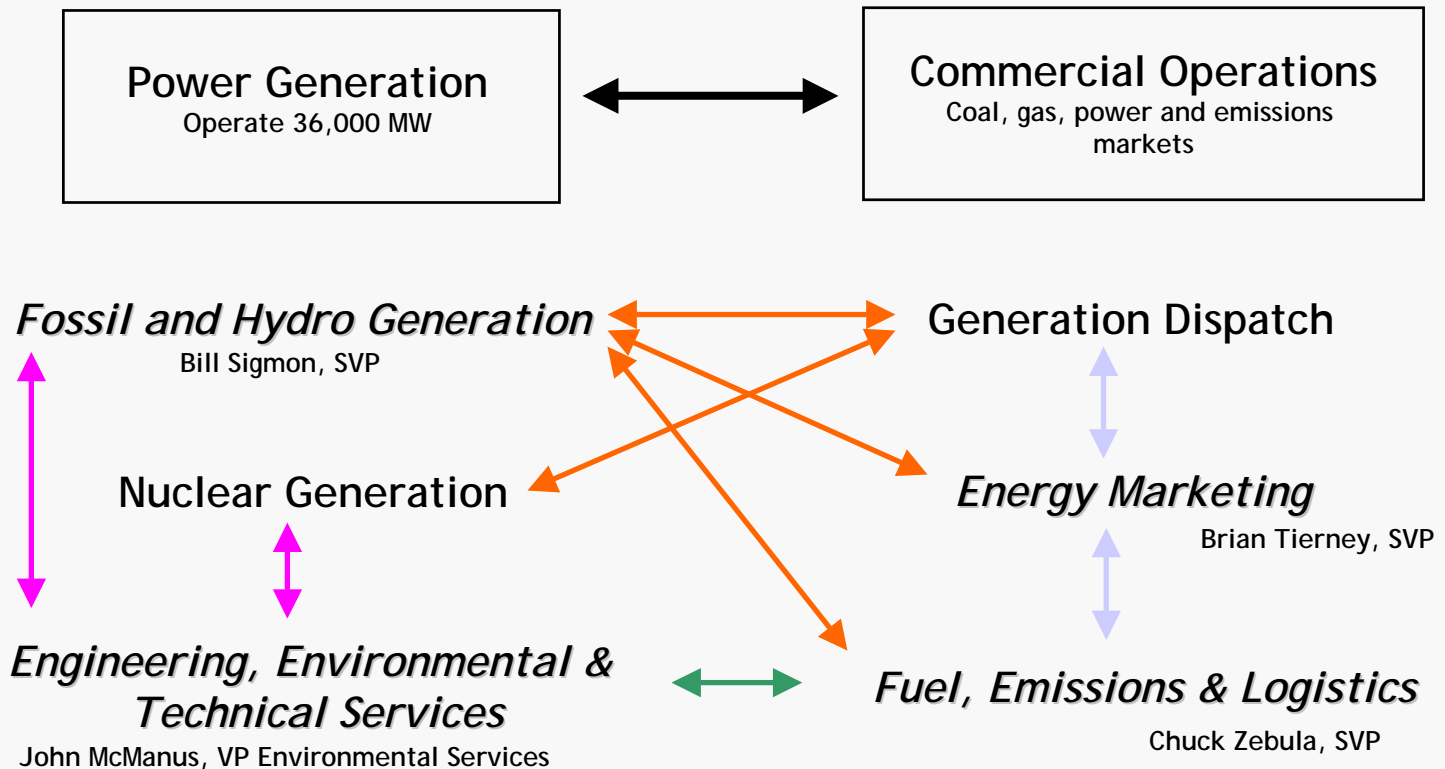 Power Generation
Operate 36,000 MW
Commercial Operations
Coal, gas, power and emissions
markets
Fossil and Hydro Generation
Bill Sigmon, SVP
Generation Dispatch
Nuclear Generation
Energy Marketing
Brian Tierney, SVP
Engineering, Environmental &
Technical Services
John McManus, VP Environmental Services
Fuel, Emissions & Logistics
Chuck Zebula, SVP